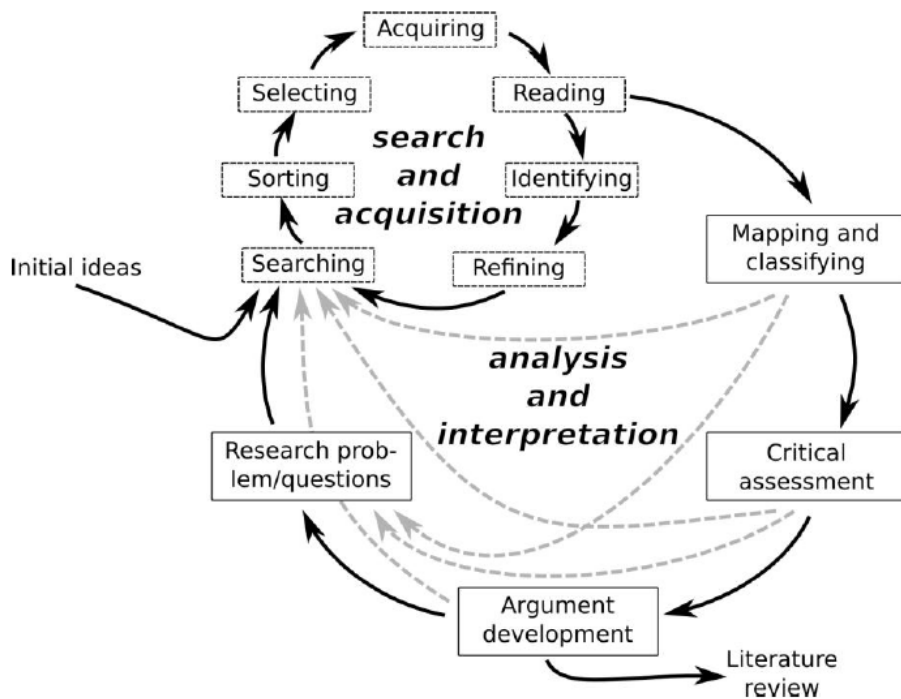 Acquiring
Selecting
Reading
search
and
acquisition
Sorting
Identifying
Searching
Refining
Initial ideas
Mapping and
classifying
analysis
and
interpretation
Research prob-
lem/questions
Critical
assessment
Argument
development
Literature
review